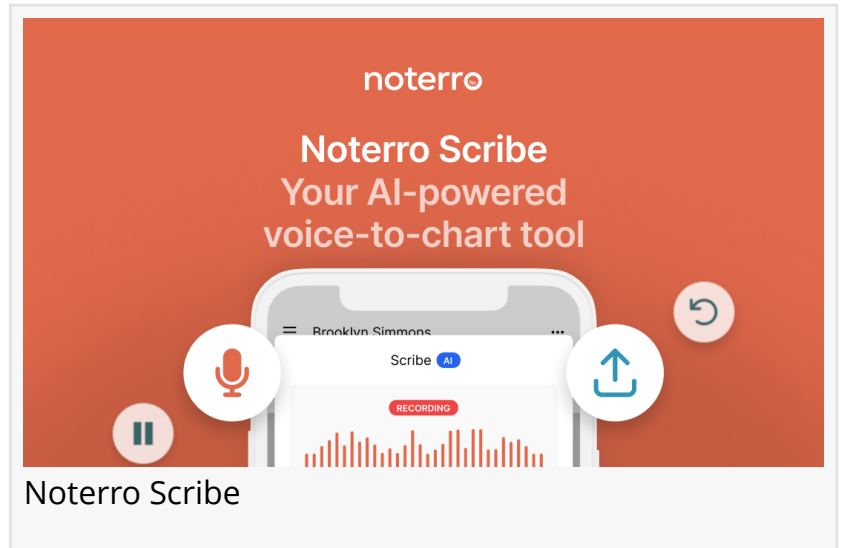 noterro
Noterro Scribe
Your AI-powered
voice-to-chart tool
Brooklyn Simmons
Scribe AI
RECORDING
Noterro Scribe